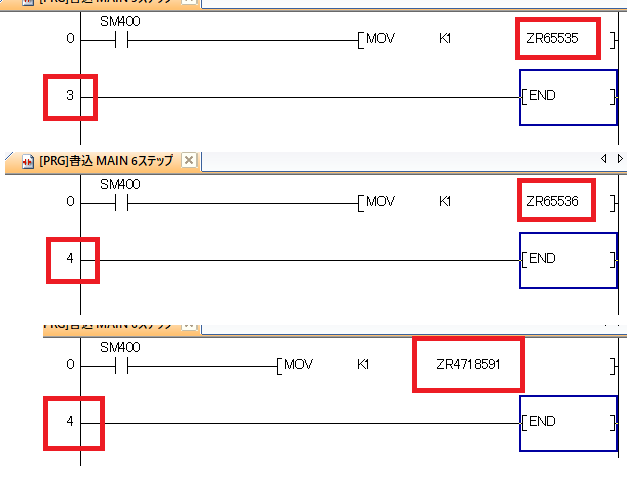 [PRG]書込 MAIN 5ステップ
SM400
0 [MOV K1 ZR65535 ]
3 [END ]
[PRG]書込 MAIN 6ステップ
SM400
0 [MOV K1 ZR65536 ]
4 [END ]
[PRG]書込 MAIN 6ステップ
SM400
0 [MOV K1 ZR4718591 ]
4 [END ]